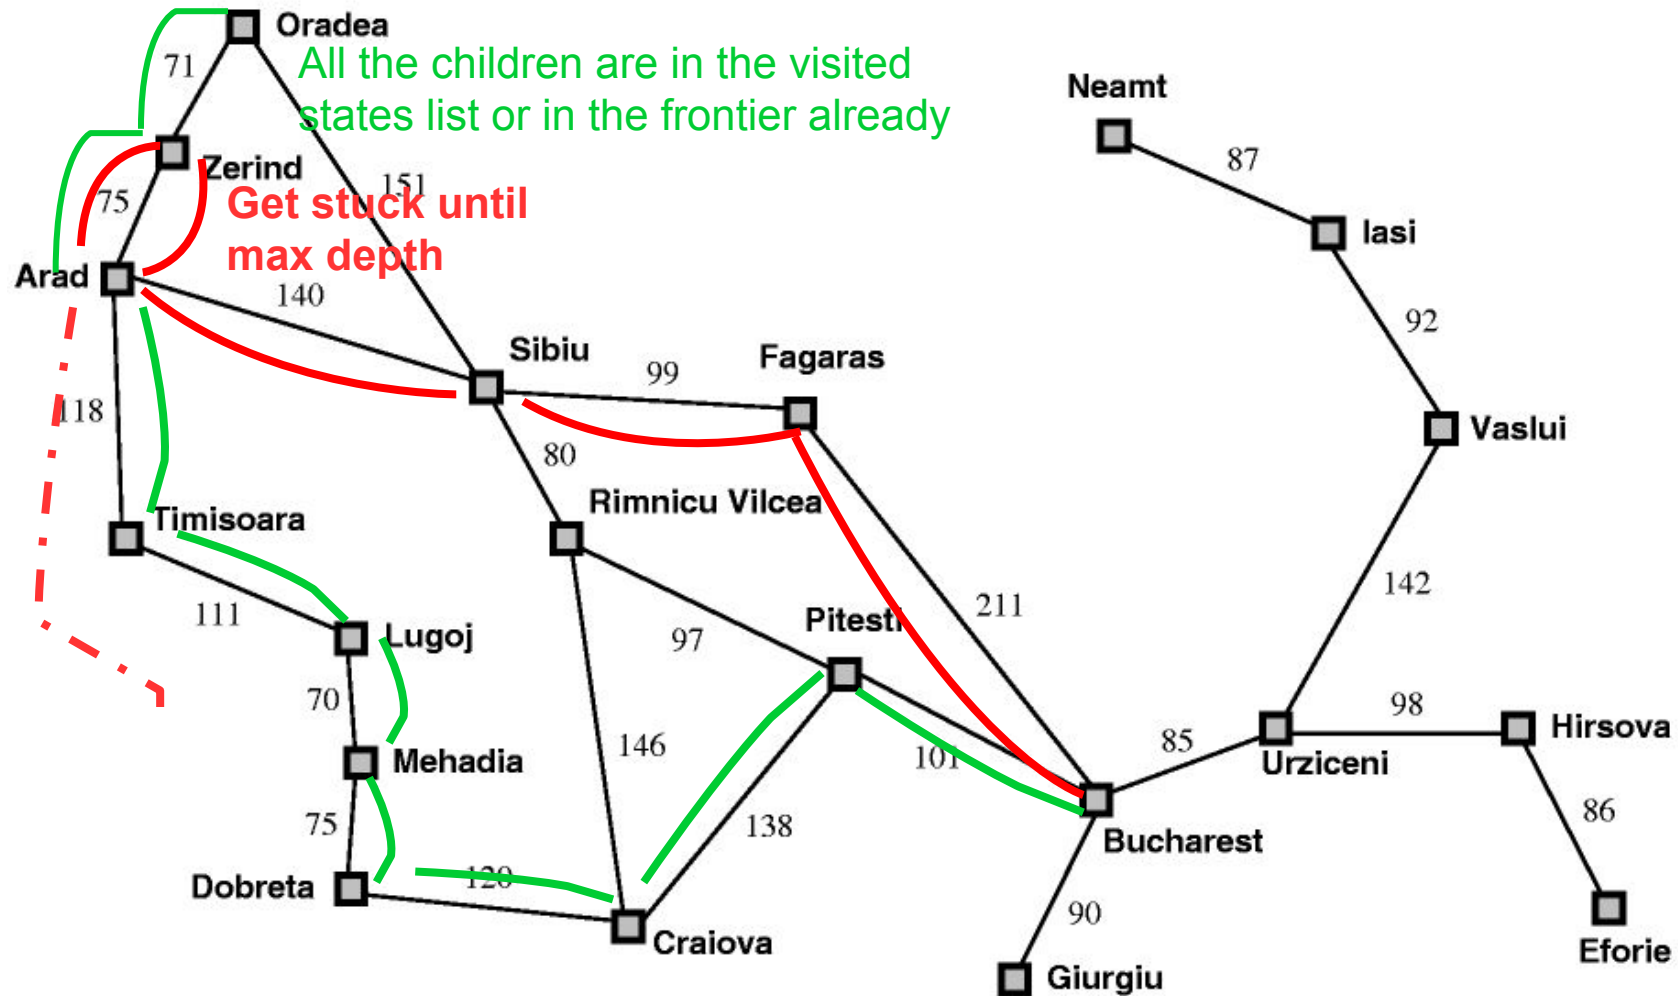 Oradea
71
All the children are in the visited
states list or in the frontier already
Neamt
87
Zerind
151
75
Get stuck until
max depth
Iasi
Arad
140
92
Sibiu
Fagaras
99
118
Vaslui
80
Rimnicu Vilcea
Timisoara
142
211
111
Pitesti
Lugoj
97
70
98
Hirsova
146
85
101
Mehadia
Urziceni
75
138
86
Bucharest
Dobreta
120
90
Craiova
Eforie
Giurgiu